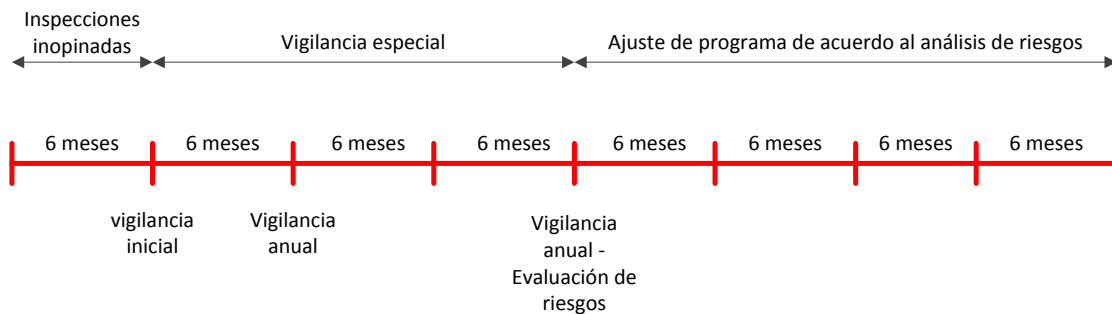 Inspecciones
inopinadas
Vigilancia especial
Ajuste de programa de acuerdo al análisis de riesgos
6 meses
6 meses
6 meses
6 meses
6 meses
6 meses
6 meses
6 meses
vigilancia
inicial
Vigilancia
anual
Vigilancia
anual -
Evaluación de
riesgos